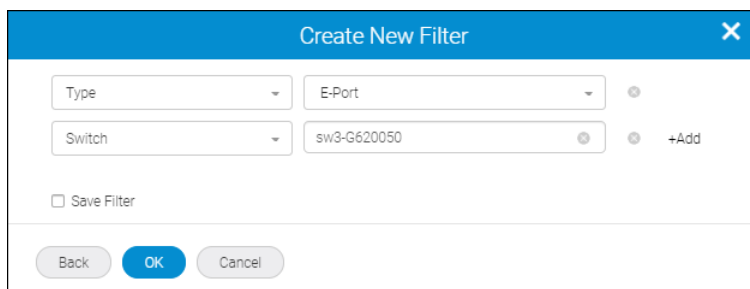 Create New Filter
Type E-Port
Switch sw3-G620050 +Add
Save Filter
Back OK Cancel